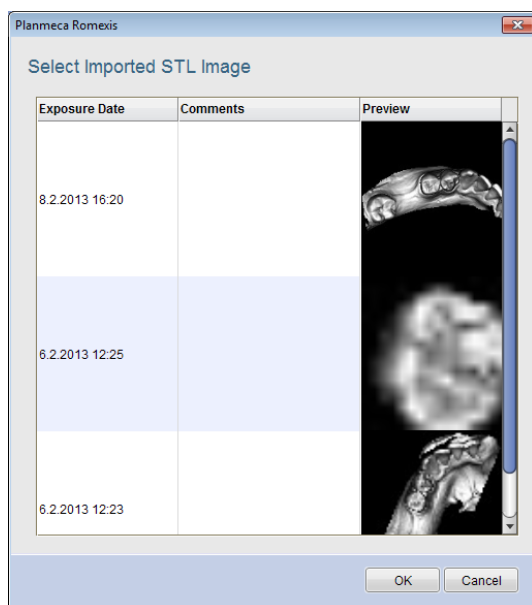 Planmeca Romexis
Select Imported STL Image
Exposure Date Comments Preview
8.2.2013 16:20
6.2.2013 12:25
6.2.2013 12:23
OK Cancel